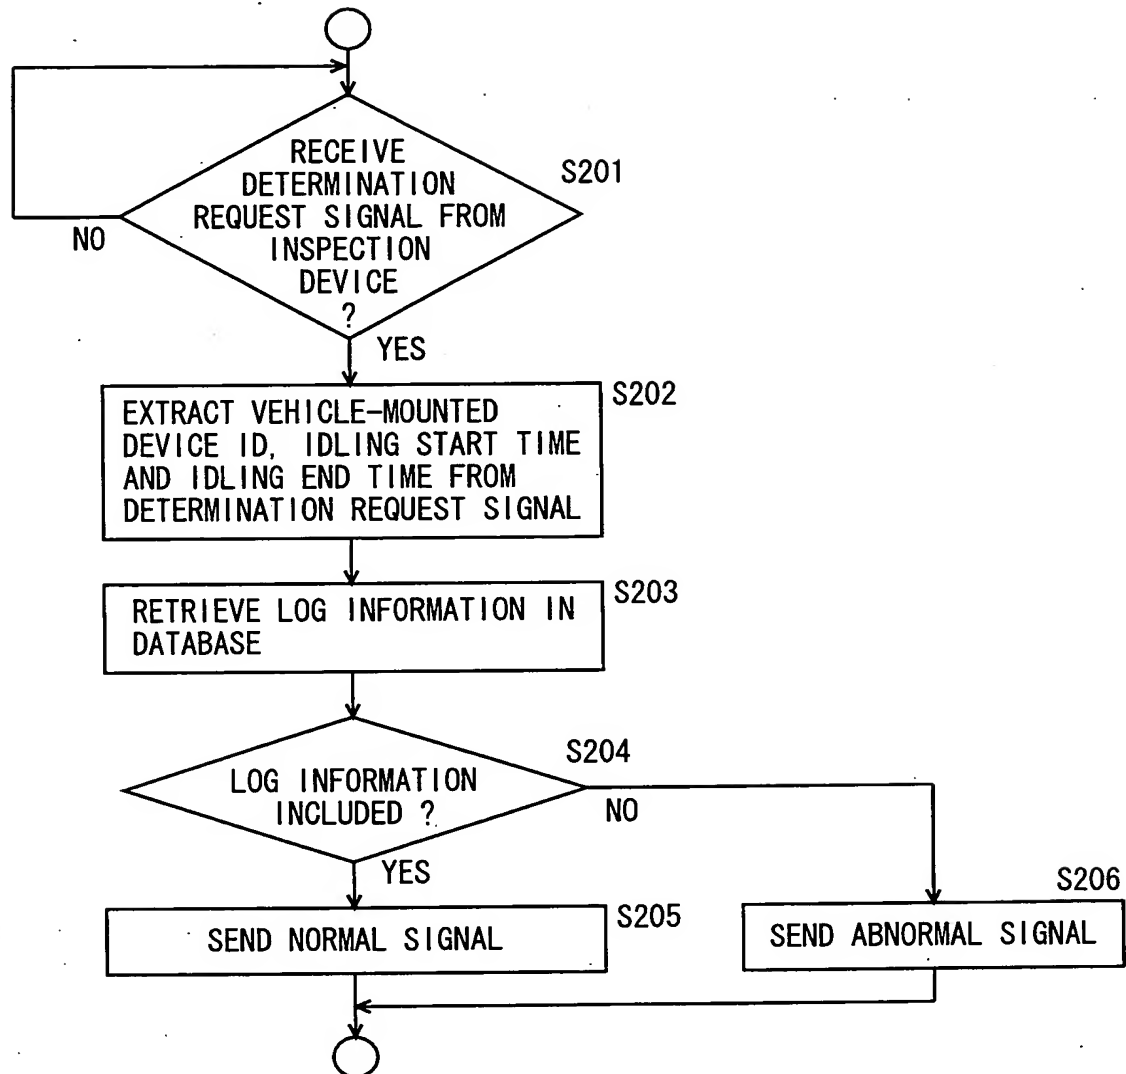 RECEIVE
DETERMINATION
REQUEST SIGNAL FROM
INSPECTION
DEVICE
?
S201
NO
YES
S202
EXTRACT VEHICLE-MOUNTED
DEVICE ID, IDLING START TIME
AND IDLING END TIME FROM
DETERMINATION REQUEST SIGNAL
S203
RETRIEVE LOG INFORMATION IN
DATABASE
S204
LOG INFORMATION
INCLUDED ?
NO
YES
S205
SEND NORMAL SIGNAL
S206
SEND ABNORMAL SIGNAL